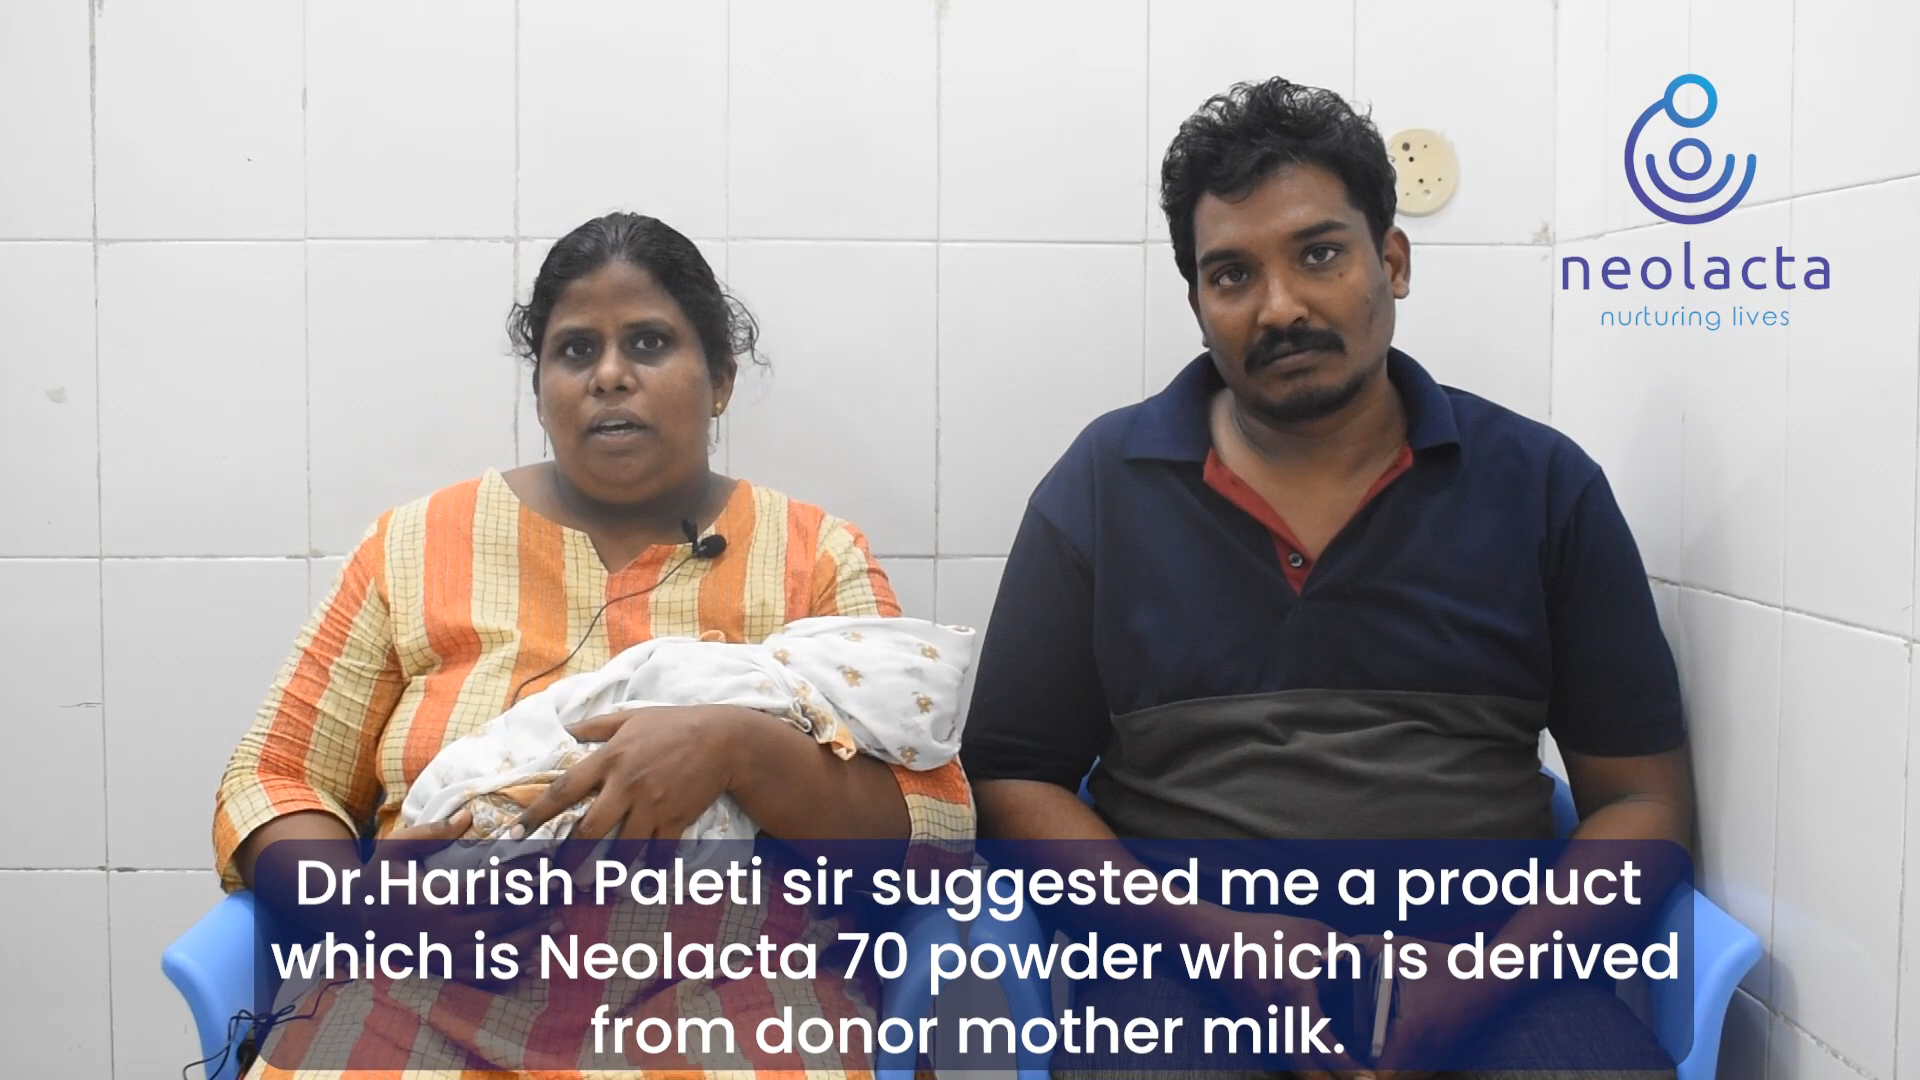 neolacta
nurturing lives
Dr.Harish Paleti sir suggested me a product
which is Neolacta 70 powder which is derived
from donor mother milk.